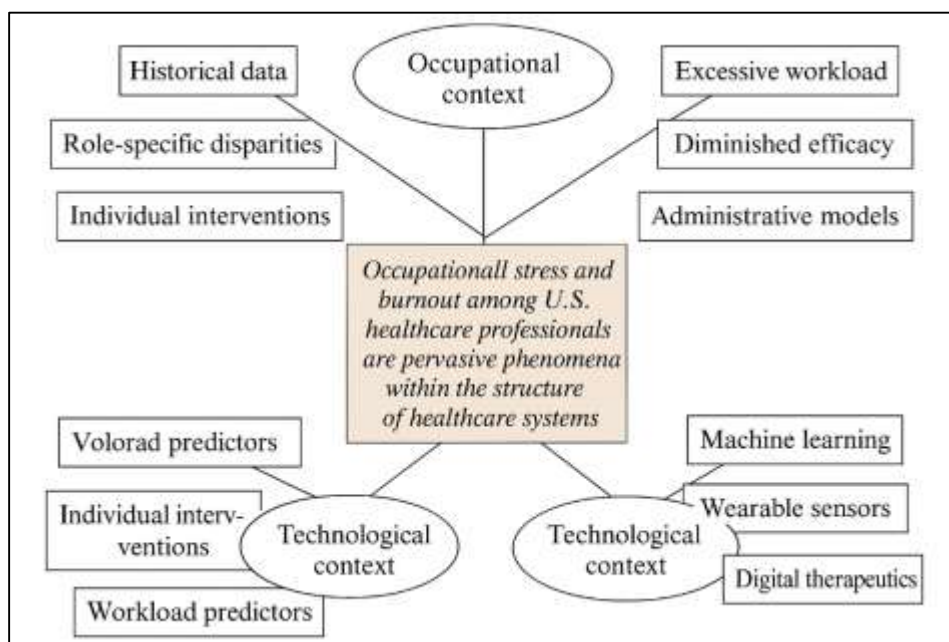 Historical data
Occupational
context
Excessive workload
Role-specific disparities
Diminished efficacy
Individual interventions
Administrative models
Occupationall stress and
burnout among U.S.
healthcare professionals
are pervasive phenomena
within the structure
of healthcare systems
Volorad predictors
Individual interv-
ventions
Workload predictors
Technological
context
Technological
context
Machine learning
Wearable sensors
Digital therapeutics